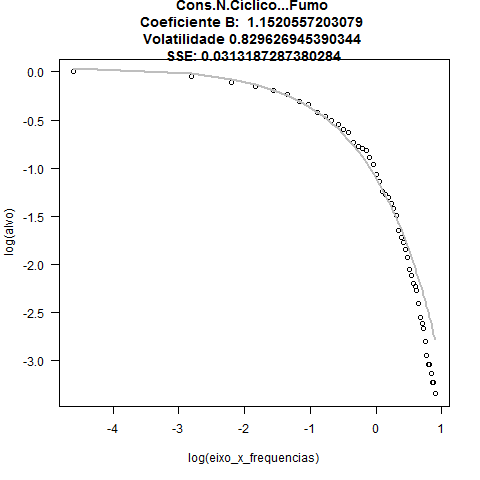 Cons.N.Ciclico...Fumo
Coeficiente B:  1.1520557203079
Volatilidade 0.829626945390344
SSE: 0.0313187287380284
0.0
-0.5
-1.0
-1.5
-2.0
-2.5
-3.0
log(alvo)
-4
-3
-2
-1
0
1
log(eixo_x_frequencias)